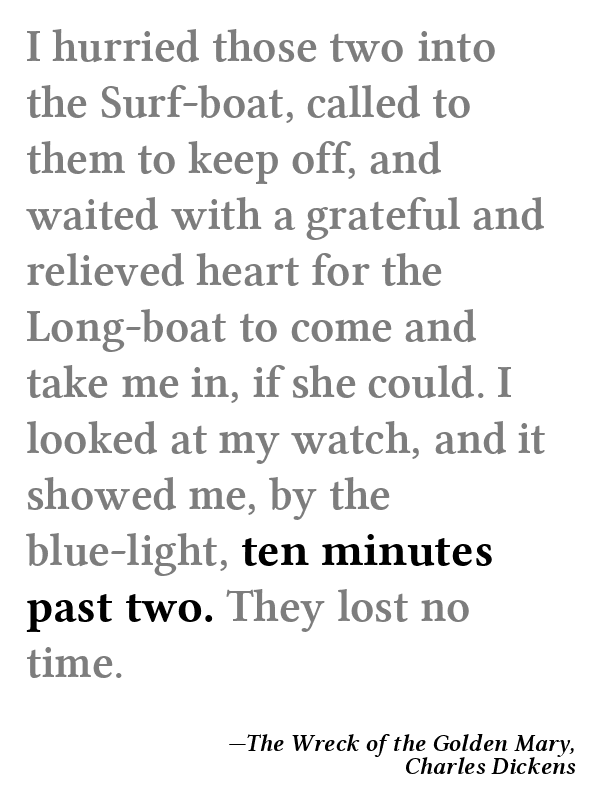 I hurried those two into
the Surf-boat, called to
them to keep off, and
waited with a grateful and
relieved heart for the
Long-boat to come and
take me in, if she could. I
looked at my watch, and it
showed me, by the
blue-light, ten minutes
past two. They lost no
time.
—The Wreck of the Golden Mary,
Charles Dickens